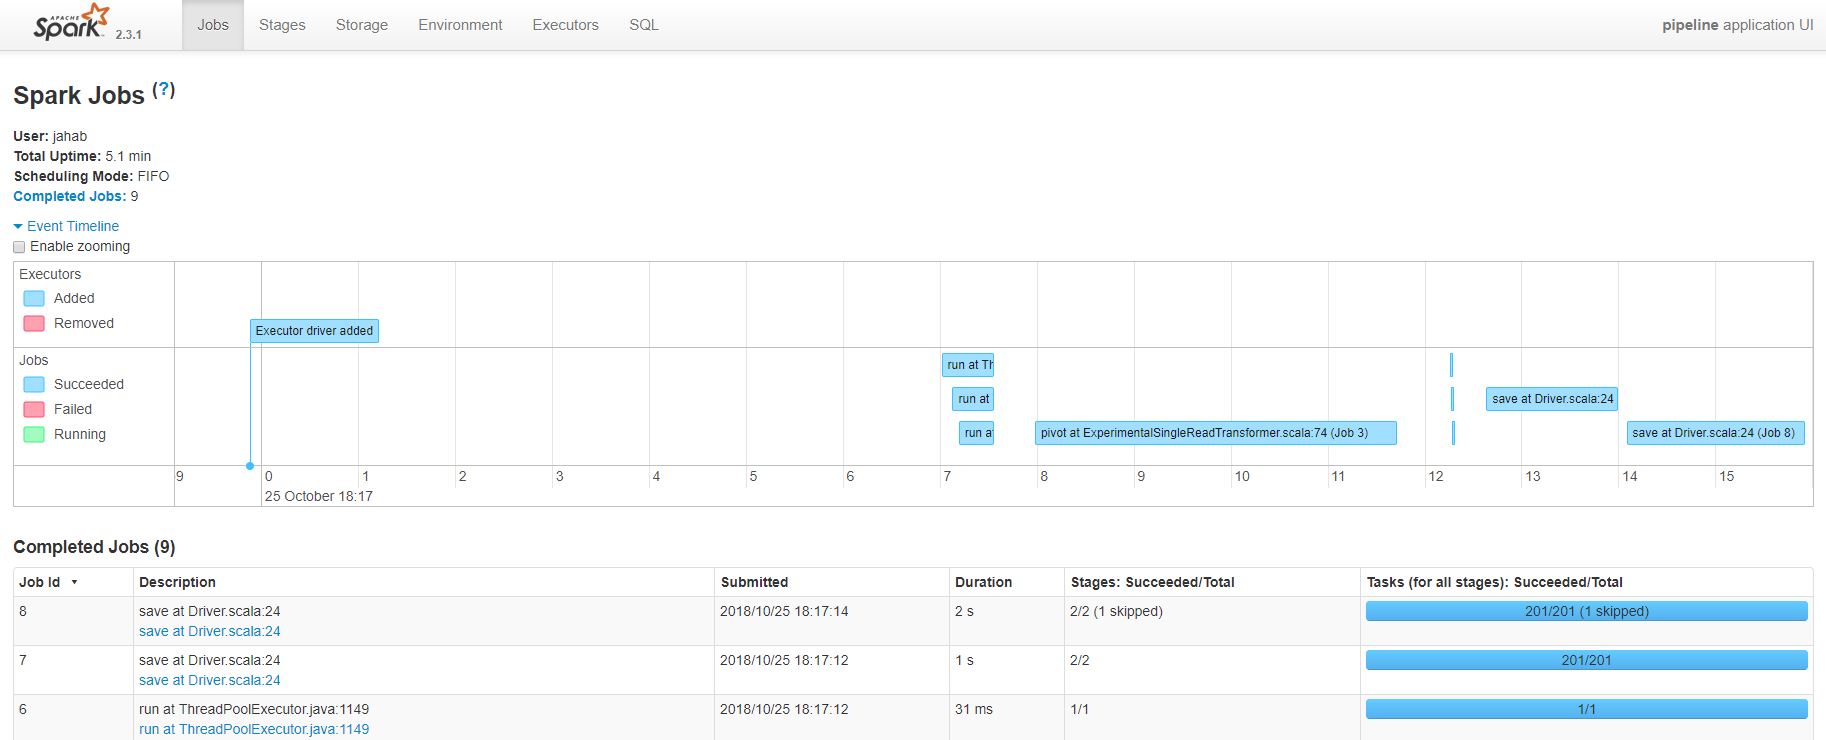 APACHE
Spark 2.3.1 Jobs Stages Storage Environment Executors SQL pipeline application UI
Spark Jobs (?)
User: jahab
Total Uptime: 5.1 min
Scheduling Mode: FIFO
Completed Jobs: 9
Event Timeline
Enable zooming
Executors
Added
Removed
Executor driver added
Jobs
Succeeded
Failed
Running
run at Th
run at
run a
pivot at ExperimentalSingleReadTransformer.scala:74 (Job 3)
save at Driver.scala:24
save at Driver.scala:24 (Job 8)
9 0 1 2 3 4 5 6 7 8 9 10 11 12 13 14 15
25 October 18:17
Completed Jobs (9)
Job Id Description Submitted Duration Stages: Succeeded/Total Tasks (for all stages): Succeeded/Total
8 save at Driver.scala:24 2018/10/25 18:17:14 2 s 2/2 (1 skipped) 201/201 (1 skipped)
save at Driver.scala:24
7 save at Driver.scala:24 2018/10/25 18:17:12 1 s 2/2 201/201
save at Driver.scala:24
6 run at ThreadPoolExecutor.java:1149 2018/10/25 18:17:12 31 ms 1/1 1/1
run at ThreadPoolExecutor.java:1149